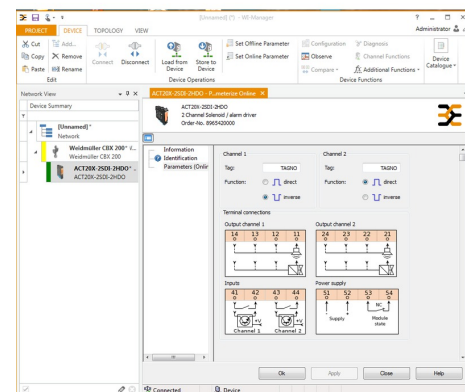 [Unnamed] (*) - WI-Manager
PROJECT DEVICE TOPOLOGY VIEW Administrator
Cut Add...
Copy Remove
Paste Rename
Edit
Connect Disconnect
Load from Device Store to Device
Set Offline Parameter
Set Online Parameter
Device Operations
Configuration Diagnosis
Observe Channel Functions
Compare Additional Functions
Device Functions
Device Catalogue
Network View
Device Summary
[Unnamed]*
Network
Weidmüller CBX 200* /...
Weidmüller CBX 200
ACT20X-2SDI-2HDO* ..
ACT20X-2SDI-2HDO
ACT20X-2SDI-2HDO - P...meterize Online
ACT20X-2SDI-2HDO
2 Channel Solenoid / alarm driver
Order-No. 8965420000
Information
Identification
Parameters (Onlir
Channel 1 Channel 2
Tag: TAGNO Tag: TAGNO
Function: direct Function: direct
inverse inverse
Terminal connections
Output channel 1 Output channel 2
14 13 12 11 24 23 22 21
Inputs Power supply
41 42 43 44 51 52 53 54
NC
+V +V
Supply Module state
Channel 1 Channel 2
Ok Apply Close Help
Connected Device